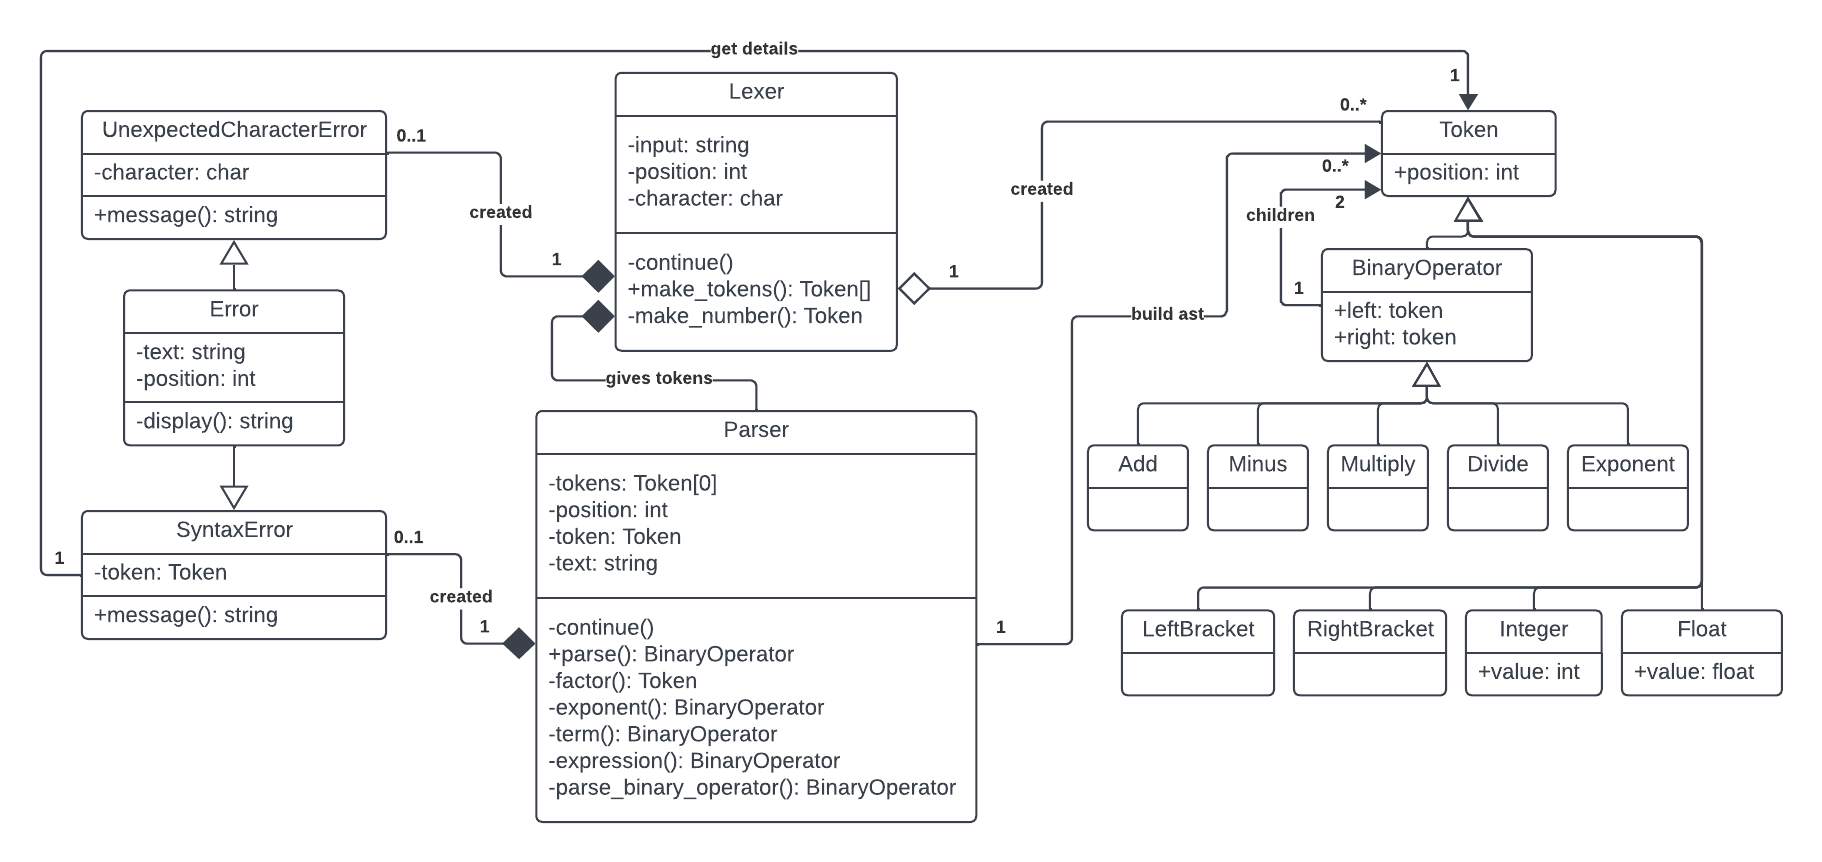 get details
1
UnexpectedCharacterError
-character: char
+message(): string
0..1
created
1
Lexer
-input: string
-position: int
-character: char
-continue()
+make_tokens(): Token[]
-make_number(): Token
1
created
0..*
Token
+position: int
0..*
2
children
1
BinaryOperator
+left: token
+right: token
Error
-text: string
-position: int
-display(): string
gives tokens
build ast
Parser
-tokens: Token[0]
-position: int
-token: Token
-text: string
-continue()
+parse(): BinaryOperator
-factor(): Token
-exponent(): BinaryOperator
-term(): BinaryOperator
-expression(): BinaryOperator
-parse_binary_operator(): BinaryOperator
1
SyntaxError
-token: Token
+message(): string
1
0..1
created
1
Add
Minus
Multiply
Divide
Exponent
LeftBracket
RightBracket
Integer
+value: int
Float
+value: float